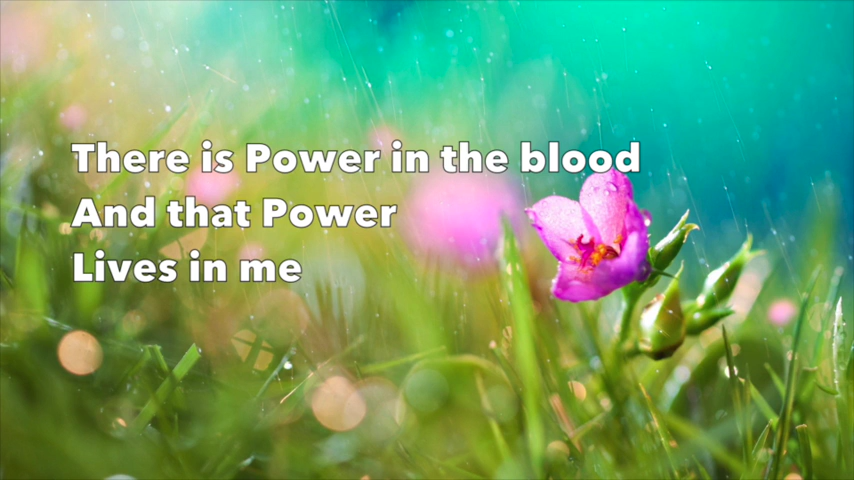 There is Power in the blood
And that Power
Lives in me